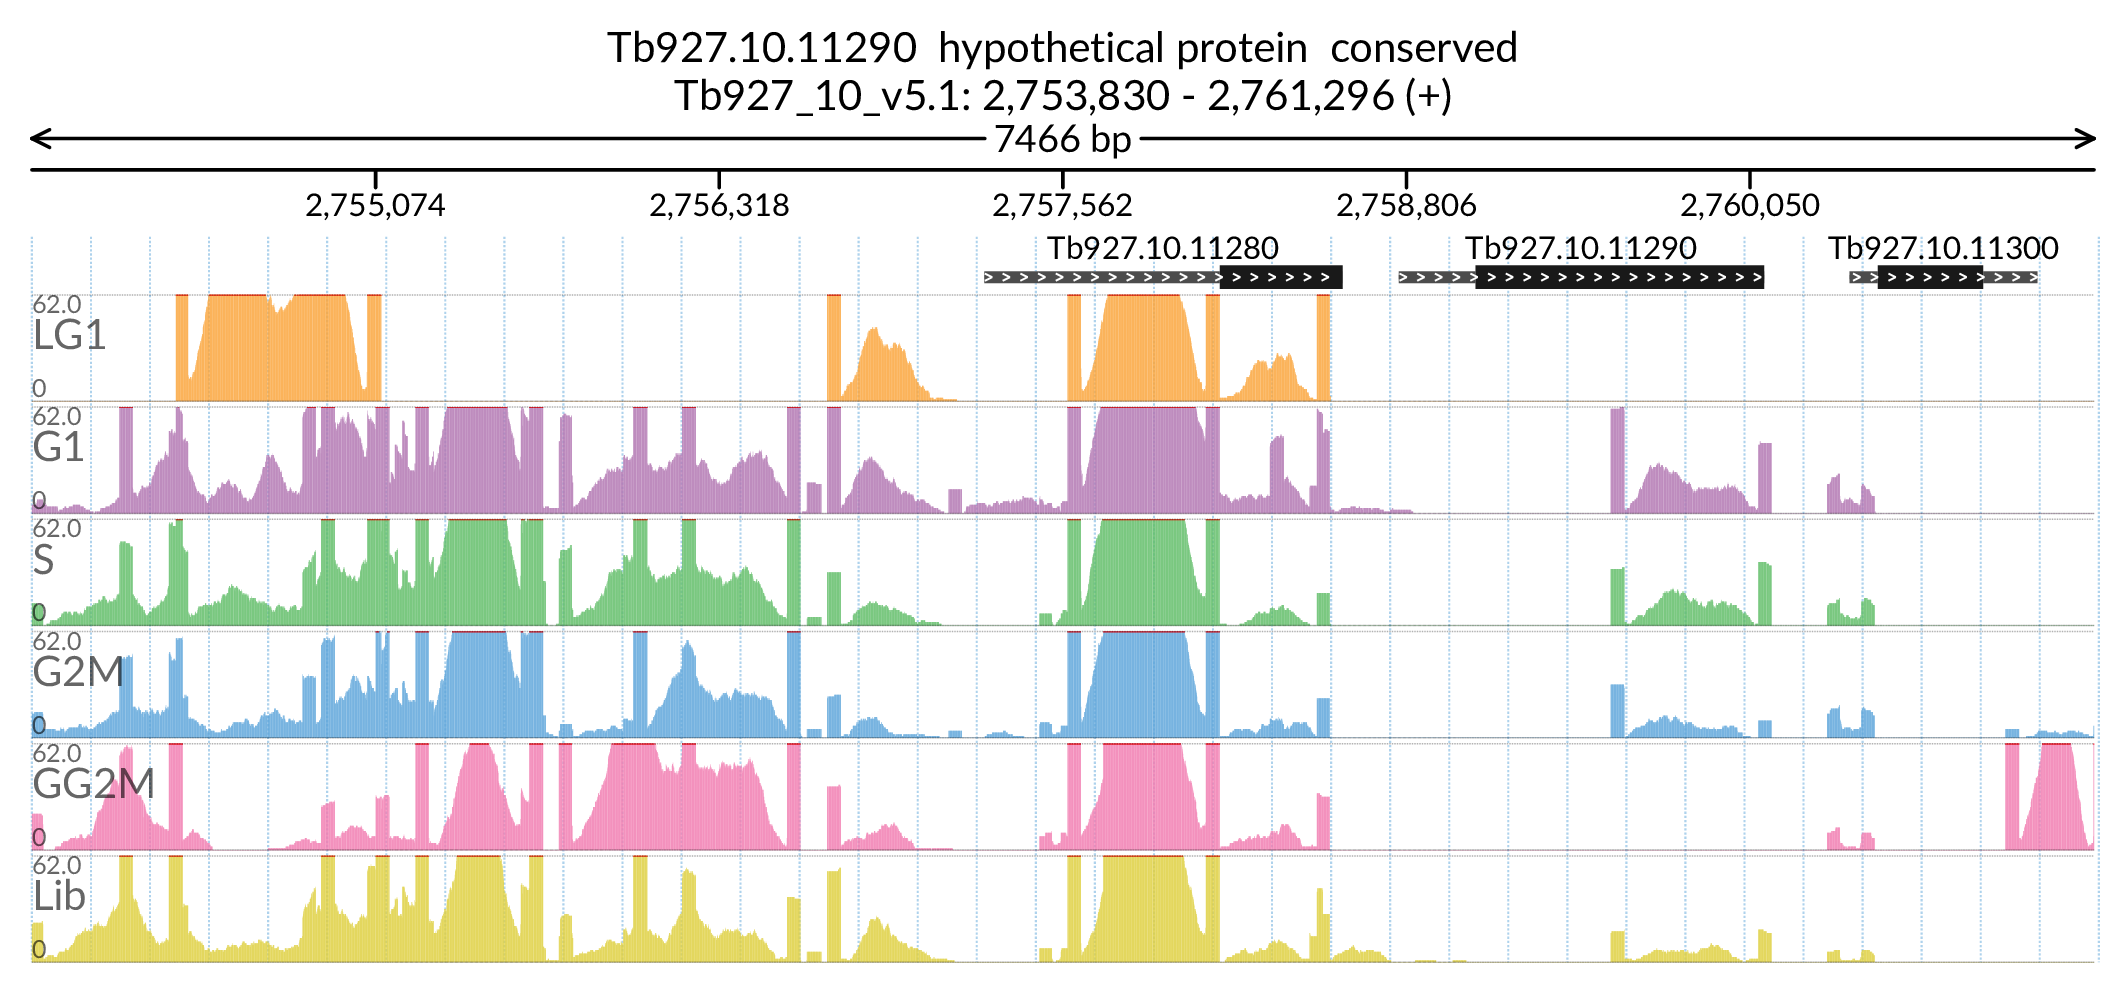 Tb927.10.11290 hypothetical protein conserved
Tb927_10_v5.1: 2,753,830 - 2,761,296 (+)
7466 bp
2,755,074 2,756,318 2,757,562 2,758,806 2,760,050
Tb927.10.11280 Tb927.10.11290 Tb927.10.11300
62.0
LG1
0
62.0
G1
0
62.0
S
0
62.0
G2M
0
62.0
GG2M
0
62.0
Lib
0